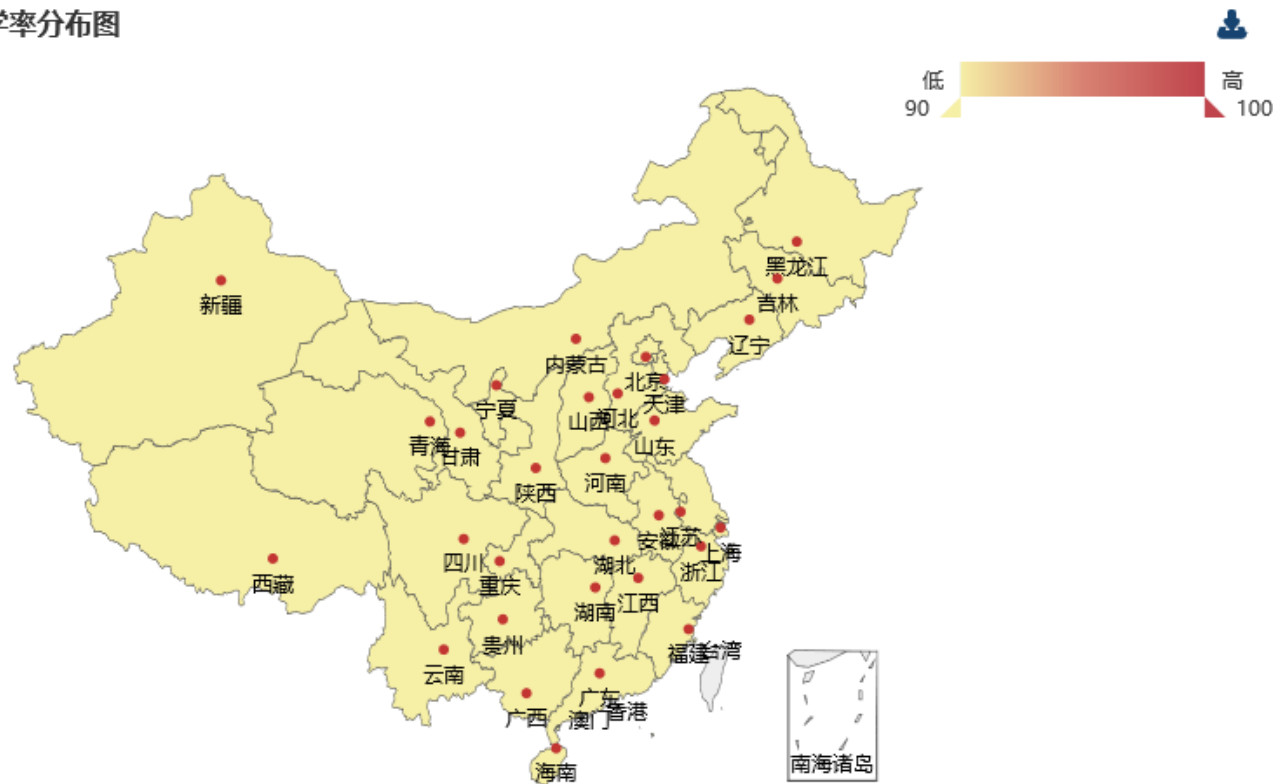 学率分布图
低
高
90
100
黑龙江
吉林
新疆
辽宁
内蒙古
北京
天津
宁夏
山西
河北
青海
甘肃
山东
河南
陕西
安徽
江苏
上海
四川
湖北
浙江
重庆
西藏
湖南
江西
贵州
福建
台湾
云南
广东
广西
澳门
香港
南海诸岛
海南